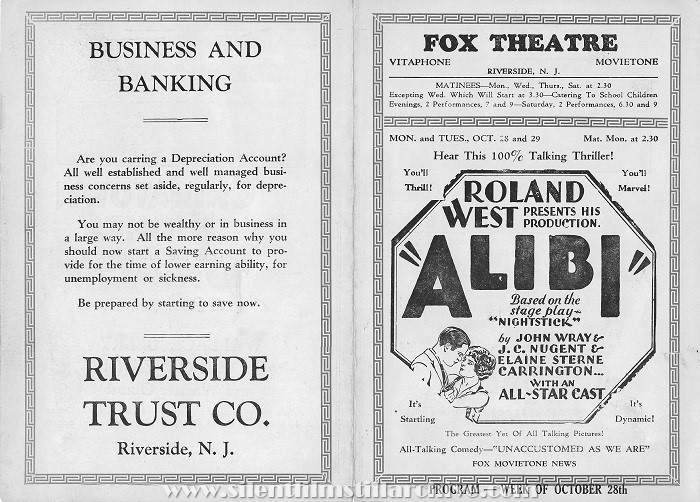 BUSINESS AND
BANKING
Are you carring a Depreciation Account?
All well established and well managed busi-
ness concerns set aside, regularly, for depre-
ciation.
You may not be wealthy or in business in
a large way. All the more reason why you
should now start a Saving Account to pro-
vide for the time of lower earning ability, for
unemployment or sickness.
Be prepared by starting to save now.
RIVERSIDE
TRUST CO.
Riverside, N. J.
FOX THEATRE
VITAPHONE MOVIETONE
RIVERSIDE, N. J.
MATINEES—Mon., Wed., Thurs., Sat. at 2.30
Excepting Wed. Which Will Start at 3.30—Catering To School Children
Evenings, 2 Performances, 7 and 9—Saturday, 2 Performances, 6.30 and 9
MON. and TUES., OCT. 28 and 29 Mat. Mon. at 2.30
Hear This 100% Talking Thriller!
You'll
Thrill!
You'll
Marvel!
ROLAND
WEST PRESENTS HIS
PRODUCTION.
"ALIBI"
Based on the
stage play-
"NIGHTSTICK"
by JOHN WRAY &
J.C. NUGENT &
ELAINE STERNE
CARRINGTON...
WITH AN
ALL-STAR CAST
It's
Startling
It's
Dynamic!
The Greatest Yet Of All Talking Pictures!
All-Talking Comedy—"UNACCUSTOMED AS WE ARE"
FOX MOVIETONE NEWS
PROGRAM — WEEK OF OCTOBER 28th
www.silentfilmstillarchive.com